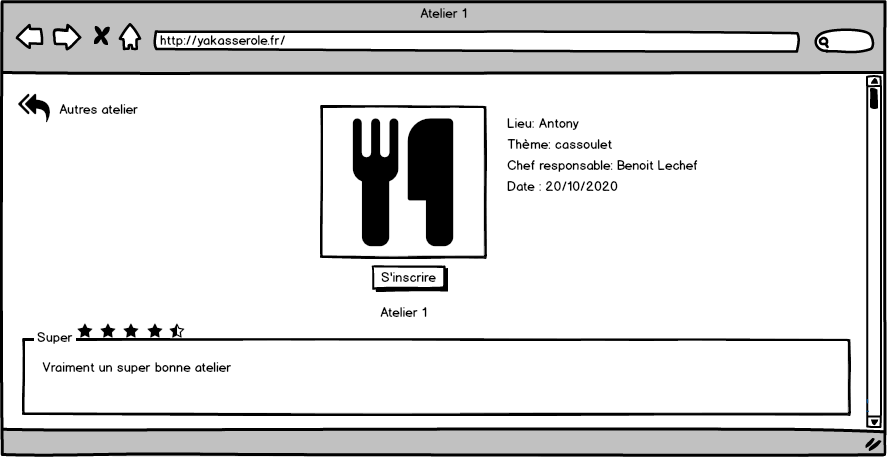 Atelier 1
http://yakasserole.fr/
Autres atelier
Lieu: Antony
Thème: cassoulet
Chef responsable: Benoit Lechef
Date : 20/10/2020
S'inscrire
Atelier 1
Super
Vraiment un super bonne atelier